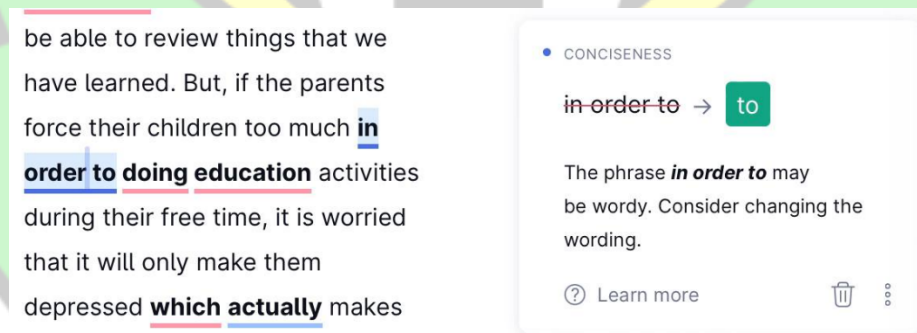 be able to review things that we
have learned. But, if the parents
force their children too much in
order to doing education activities
during their free time, it is worried
that it will only make them
depressed which actually makes
CONCISENESS
in order to → to
The phrase in order to may
be wordy. Consider changing the
wording.
Learn more